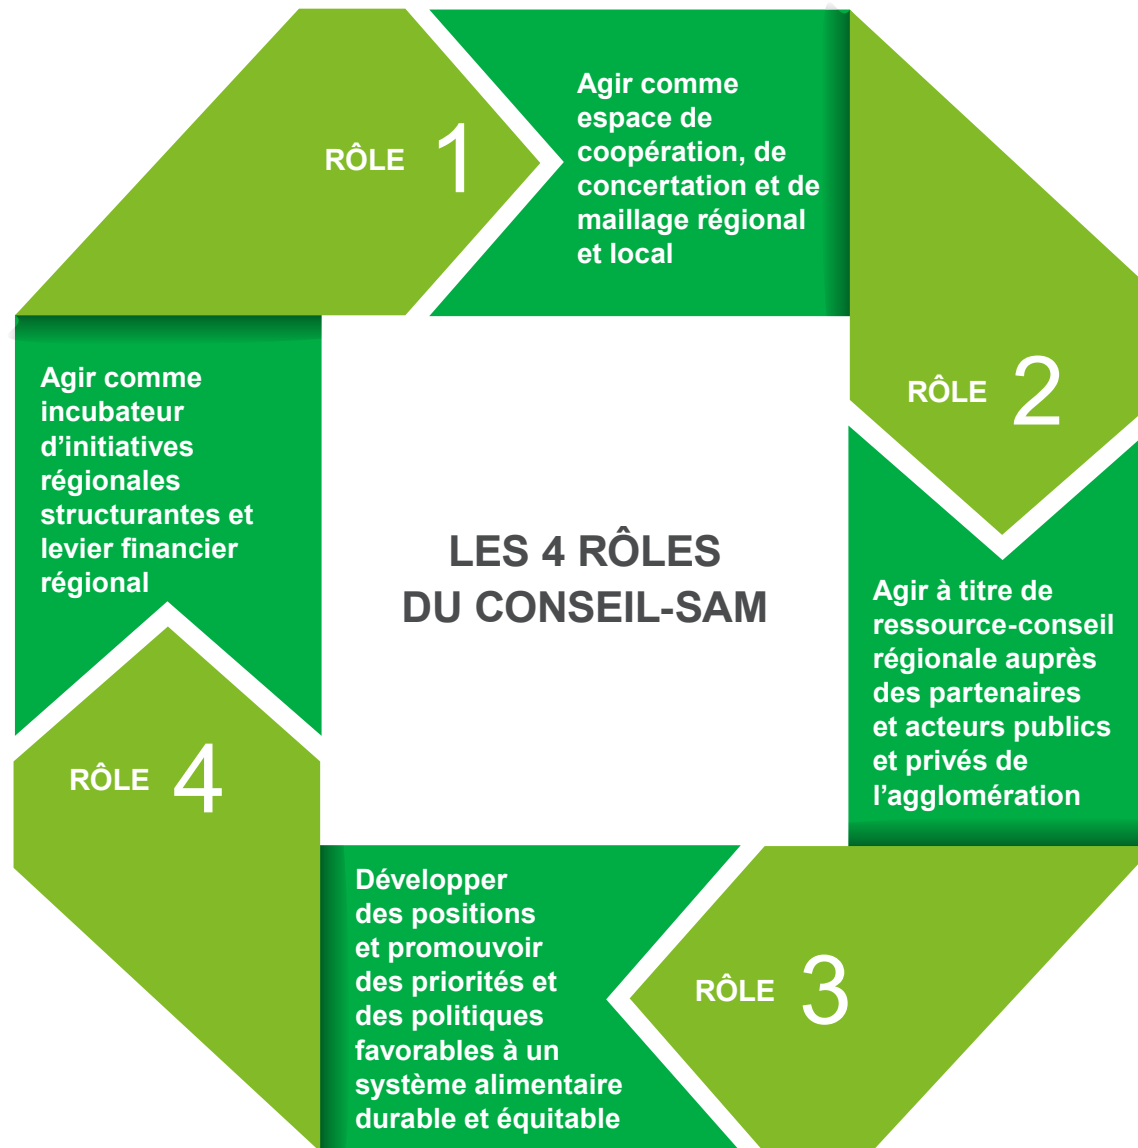 RÔLE 1
Agir comme
espace de
coopération, de
concertation et de
maillage régional
et local
RÔLE 2
Agir à titre de
ressource-conseil
régionale auprès
des partenaires
et acteurs publics
et privés de
l’agglomération
RÔLE 3
Développer
des positions
et promouvoir
des priorités et
des politiques
favorables à un
système alimentaire
durable et équitable
RÔLE 4
Agir comme
incubateur
d’initiatives
régionales
structurantes et
levier financier
régional
LES 4 RÔLES
DU CONSEIL-SAM